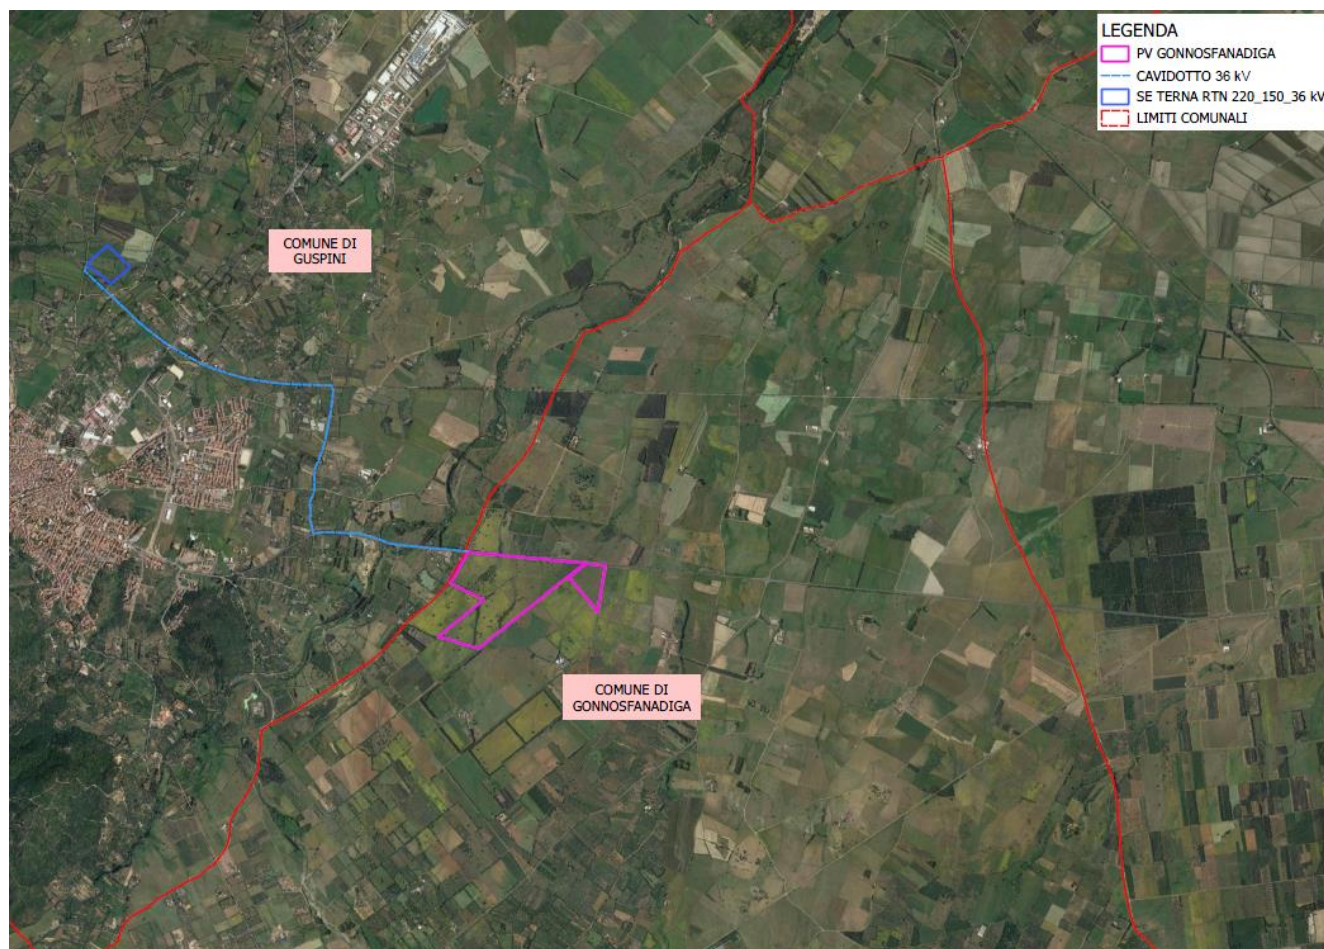 LEGENDA
PV GONNOSFANADIGA
CAVIDOTTO 36 kV
SE TERNA RTN 220_150_36 kV
LIMITI COMUNALI
COMUNE DI
GUSPINI
COMUNE DI
GONNOSFANADIGA